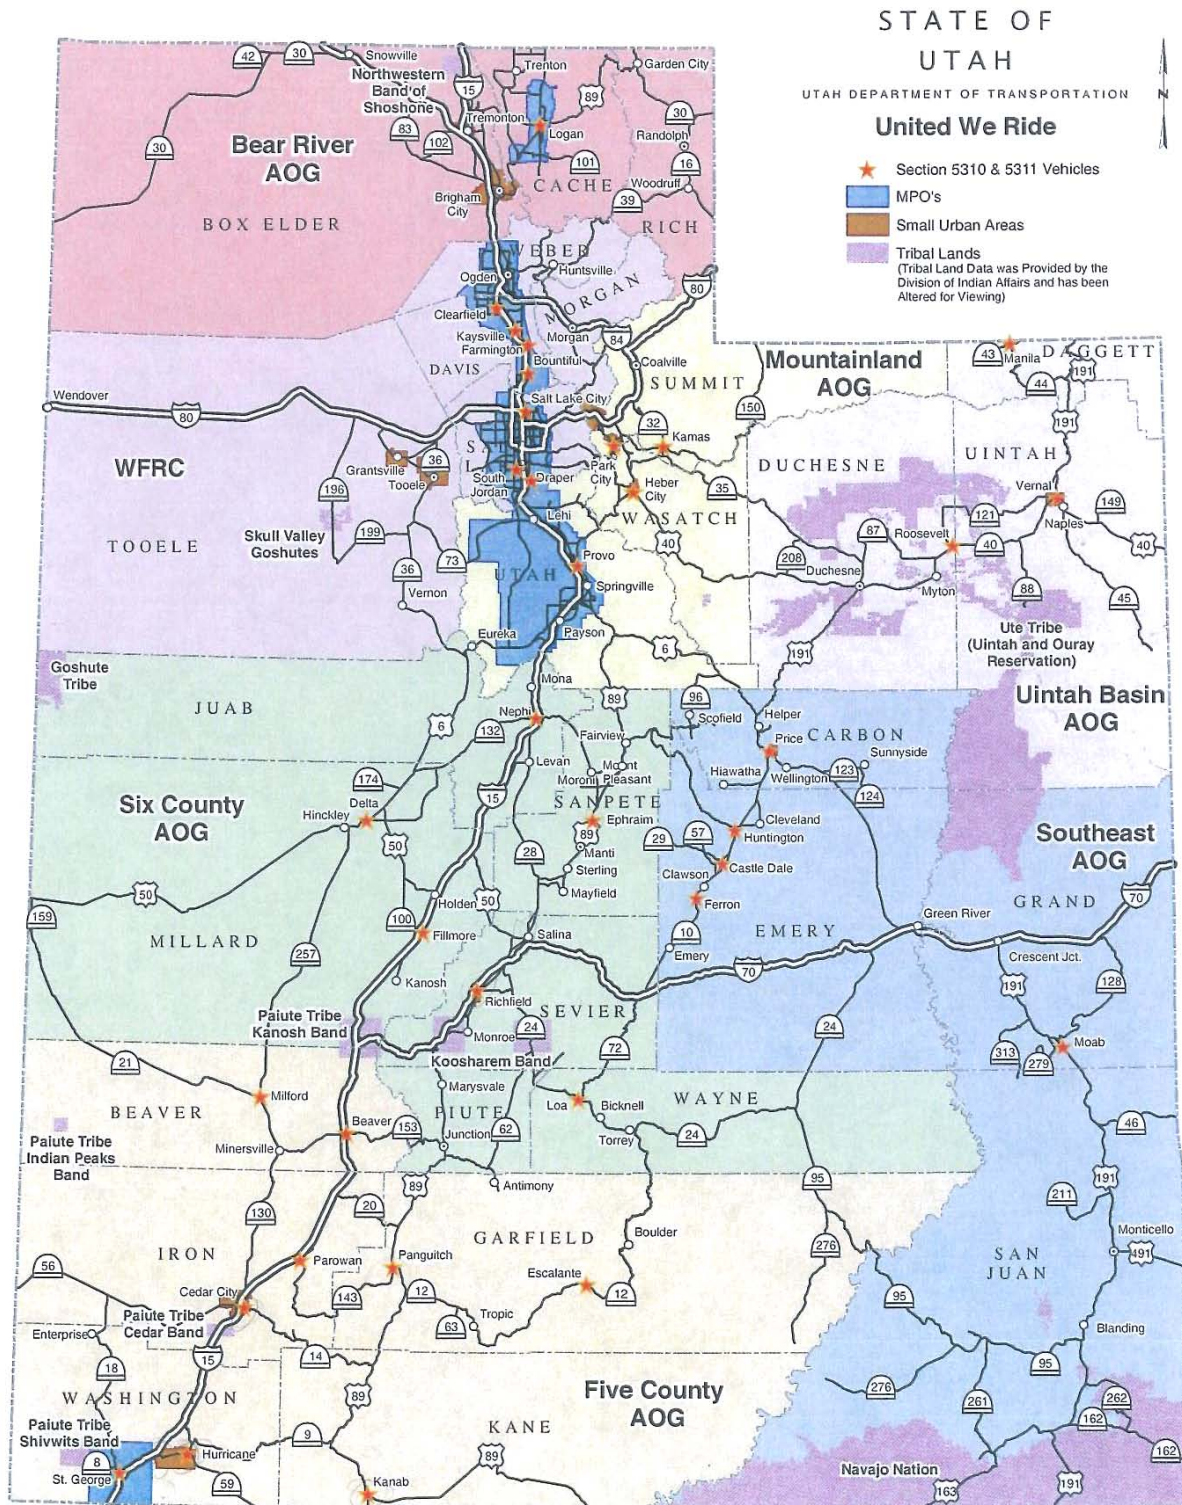 STATE OF
UTAH
UTAH DEPARTMENT OF TRANSPORTATION
N
United We Ride
Section 5310 & 5311 Vehicles
MPO's
Small Urban Areas
Tribal Lands
(Tribal Land Data was Provided by the
Division of Indian Affairs and has been
Altered for Viewing)
42
30
Snowville
Northwestern
Band of
Shoshone
15
Trenton
Garden City
89
30
83
102
Tremonton
Logan
Randolph
30
Bear River
AOG
101
16
Woodruff
CACHE
39
Brigham
City
BOX ELDER
RICH
WEBER
Huntsville
Ogden
MORGAN
80
Clearfield
Kaysville
Farmington
Morgan
84
Bountiful
Coalville
DAVIS
SUMMIT
Mountainland
AOG
43
Manila
DAGGETT
191
44
Wendover
80
Salt Lake City
150
191
32
Kamas
WFRC
Grantsville
36
Tooele
South
Jordan
Draper
Park
City
Heber
City
35
DUCHESNE
UINTAH
Vernal
149
196
Naples
121
Lehi
WASATCH
Skull Valley
Goshutes
199
73
40
87
Roosevelt
40
40
TOOELE
Provo
208
Duchesne
36
UTAH
Springville
Myton
88
45
Vernon
Payson
Eureka
6
191
Ute Tribe
(Uintah and Ouray
Reservation)
Goshute
Tribe
Mona
Uintah Basin
AOG
JUAB
89
96
Scofield
Helper
6
132
Nephi
Fairview
Price
CARBON
Sunnyside
Levan
Moroni
Mount
Pleasant
Hiawatha
Wellington
123
124
174
15
SANPETE
Six County
AOG
Delta
Hinckley
Ephraim
89
Cleveland
Huntington
Southeast
AOG
50
28
Manti
29
57
Castle Dale
Sterling
Clawson
Mayfield
Ferron
50
Holden
50
159
100
GRAND
70
Green River
MILLARD
Fillmore
Salina
10
Emery
EMERY
257
Crescent Jct.
70
Kanosh
191
128
Richfield
SEVIER
Paiute Tribe
Kanosh Band
Monroe
24
24
Koosharem Band
72
313
279
Moab
21
Marysvale
Milford
BEAVER
PIUTE
Loa
Bicknell
WAYNE
Beaver
153
62
Torrey
24
46
Minersville
Junction
Paiute Tribe
Indian Peaks
Band
Antimony
95
191
89
20
211
130
Boulder
Monticello
IRON
GARFIELD
276
491
Parowan
Panguitch
SAN
JUAN
56
Escalante
Cedar City
143
12
12
95
Tropic
63
Paiute Tribe
Cedar Band
Enterprise
Blanding
15
14
95
18
276
WASHINGTON
89
Five County
AOG
261
262
162
Paiute Tribe
Shivwits Band
9
KANE
89
162
8
Hurricane
St. George
59
Kanab
Navajo Nation
163
191